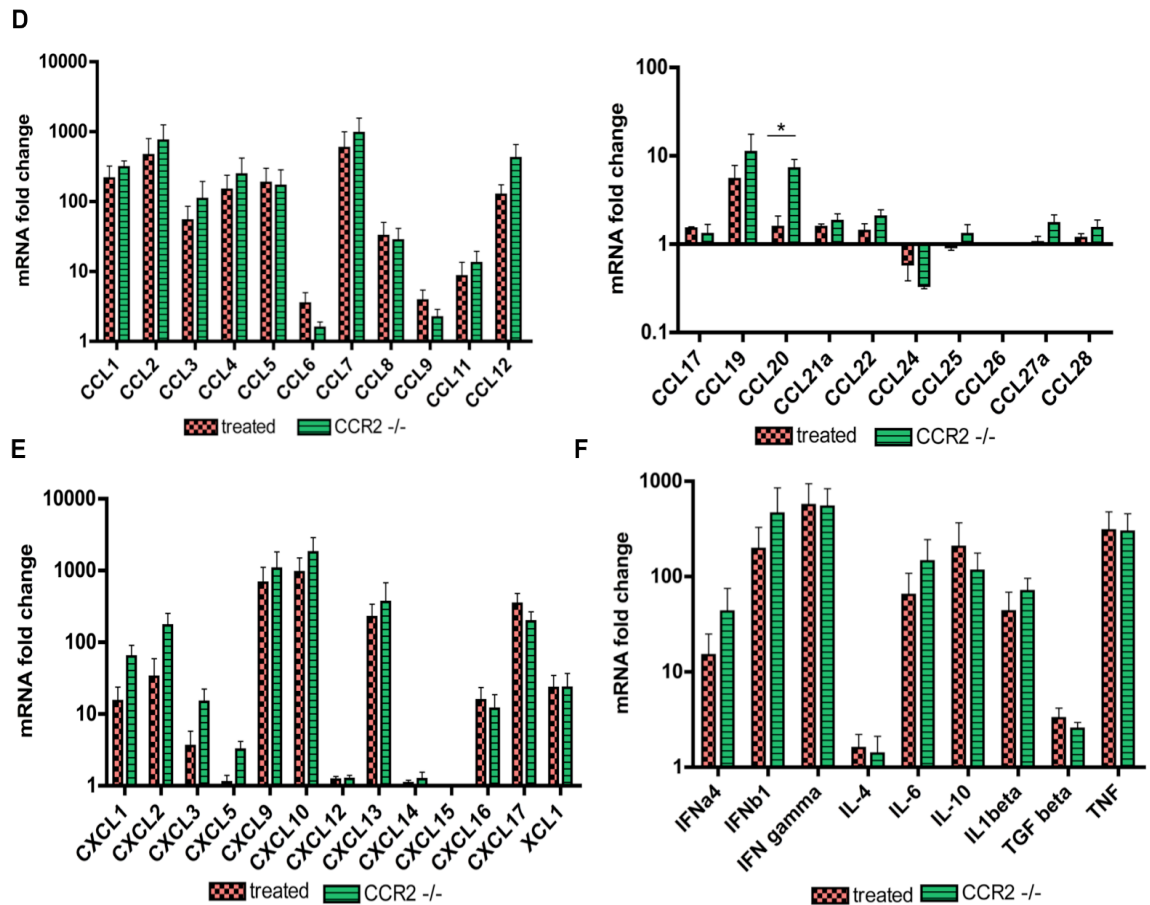 D
10000
1000
100
10
1
mRNA fold change
CCL1 CCL2 CCL3 CCL4 CCL5 CCL6 CCL7 CCL8 CCL9 CCL11 CCL12
treated CCR2 -/-
100
10
1
0.1
mRNA fold change
*
CCL17 CCL19 CCL20 CCL21a CCL22 CCL24 CCL25 CCL26 CCL27a CCL28
treated CCR2 -/-
E
10000
1000
100
10
1
mRNA fold change
CXCL1 CXCL2 CXCL3 CXCL5 CXCL9 CXCL10 CXCL12 CXCL13 CXCL14 CXCL15 CXCL16 CXCL17 XCL1
treated CCR2 -/-
F
1000
100
10
1
mRNA fold change
IFNa4 IFNb1 IFN gamma IL-4 IL-6 IL-10 IL1beta TGF beta TNF
treated CCR2 -/-